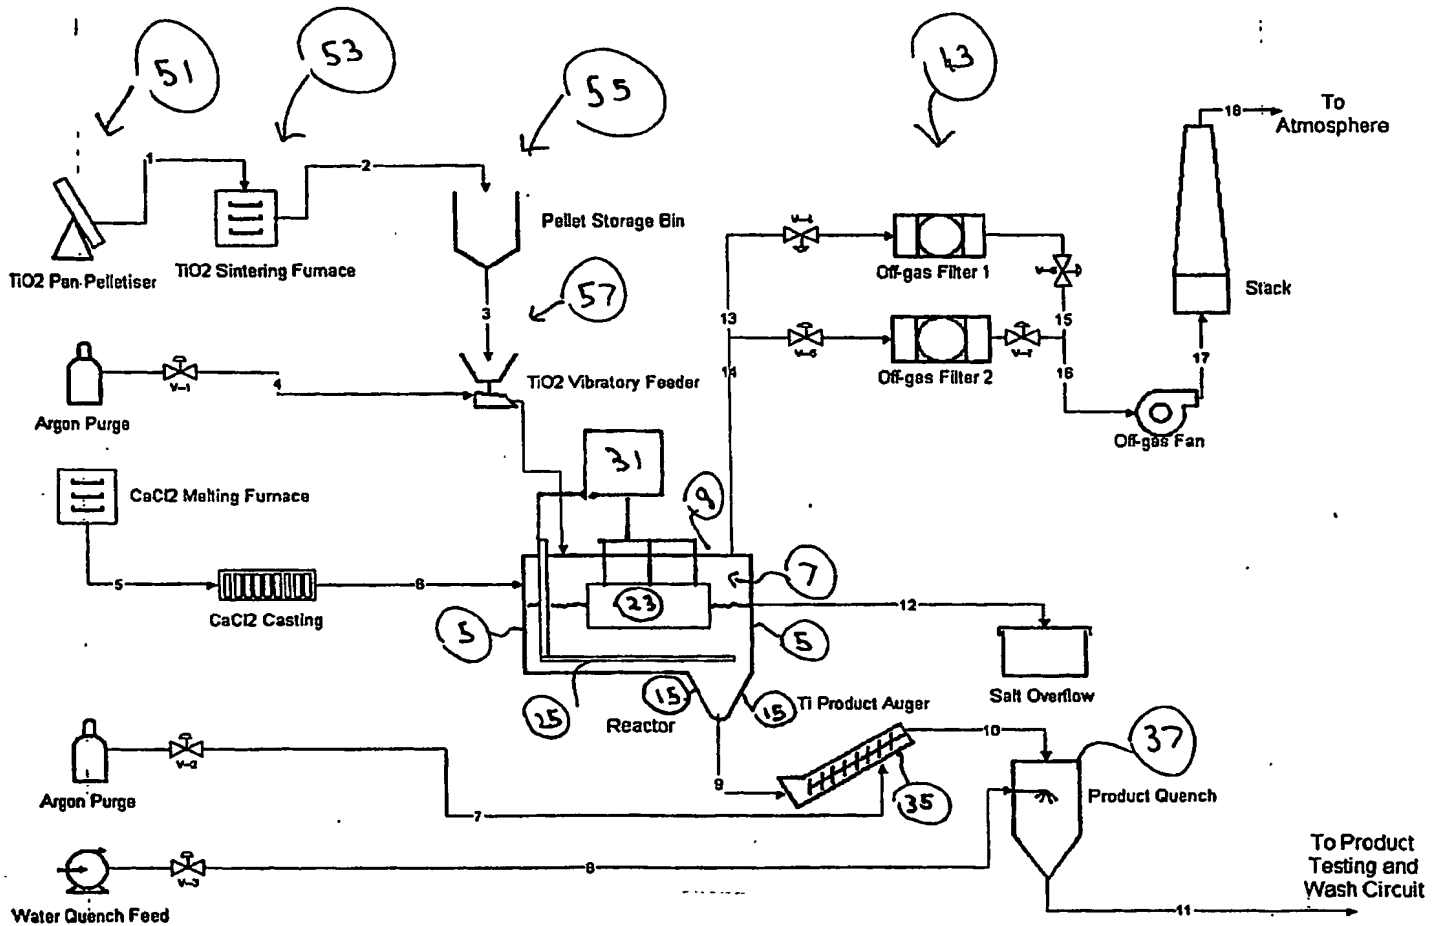 51
53
55
43
18
To
Atmosphere
1
2
Pellet Storage Bin
TiO2 Pan-Pelletiser
TiO2 Sintering Furnace
Off-gas Filter 1
Stack
57
3
13
15
Argon Purge
V-1
4
TiO2 Vibratory Feeder
14
Off-gas Filter 2
16
17
Off-gas Fan
31
CaCl2 Melting Furnace
8
5
CaCl2 Casting
6
7
23
12
5
5
Salt Overflow
25
15
15
Ti Product Auger
Reactor
10
37
Argon Purge
V-2
9
35
Product Quench
7
To Product
Testing and
Wash Circuit
Water Quench Feed
V-3
8
11